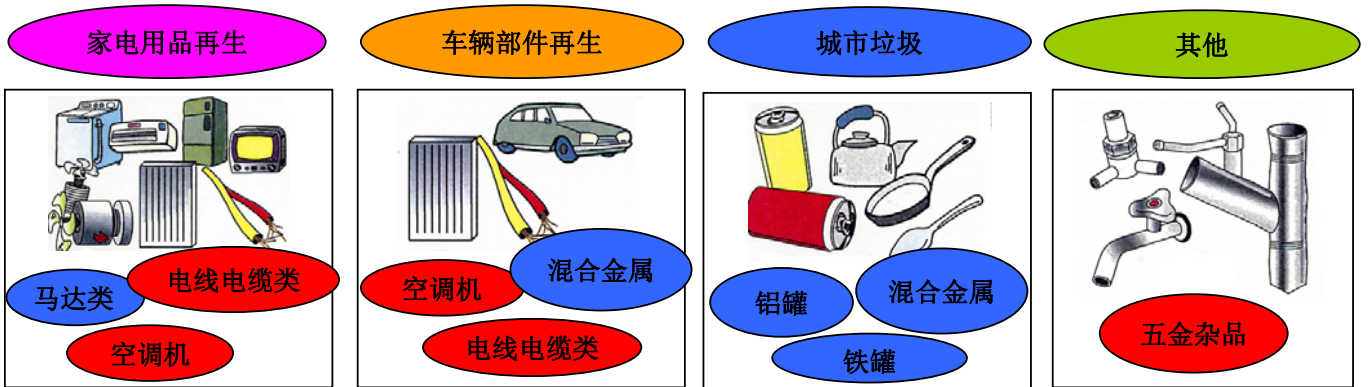 家电用品再生
车辆部件再生
城市垃圾
其他
马达类
电线电缆类
空调机
空调机
混合金属
电线电缆类
铝罐
混合金属
铁罐
五金杂品